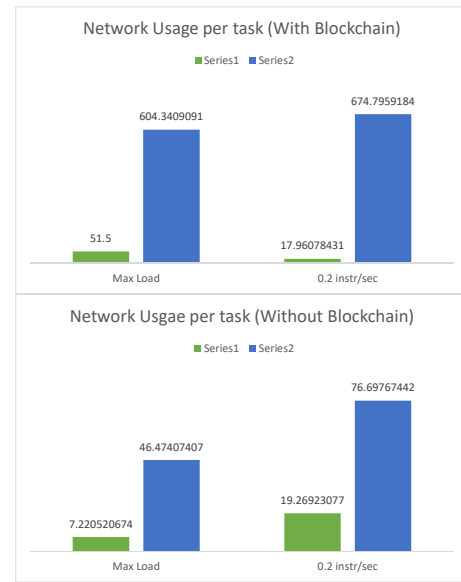 Network Usage per task (With Blockchain)
Series1 Series2
674.7959184
604.3409091
51.5
17.96078431
Max Load 0.2 instr/sec
Network Usgae per task (Without Blockchain)
Series1 Series2
76.69767442
46.47407407
19.26923077
7.220520674
Max Load 0.2 instr/sec